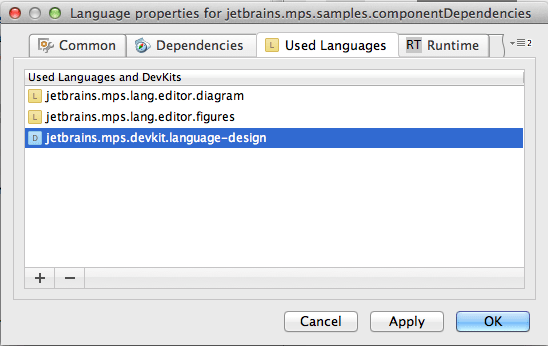 Language properties for jetbrains.mps.samples.componentDependencies
Common
Dependencies
L Used Languages
RT Runtime
2
Used Languages and DevKits
L jetbrains.mps.lang.editor.diagram
L jetbrains.mps.lang.editor.figures
D jetbrains.mps.devkit.language-design
+ −
Cancel
Apply
OK